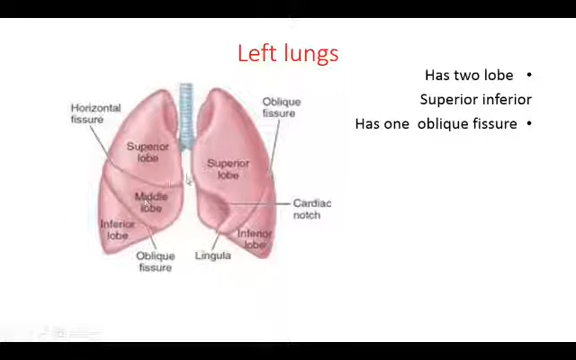 Left lungs
Has two lobe •
Superior inferior
Has one oblique fissure •
Horizontal
fissure
Oblique
fissure
Superior
lobe
Superior
lobe
Middle
lobe
Cardiac
notch
Inferior
lobe
Inferior
lobe
Oblique
fissure
Lingula